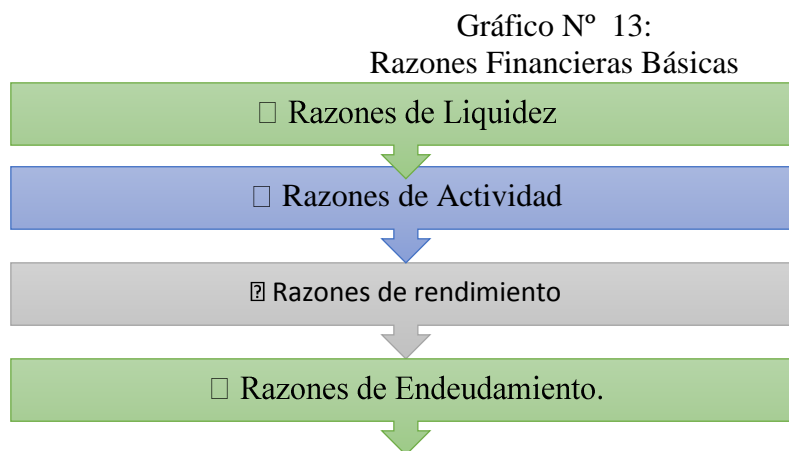 Gráfico Nº 13:
Razones Financieras Básicas
□ Razones de Liquidez
□ Razones de Actividad
⍰ Razones de rendimiento
□ Razones de Endeudamiento.